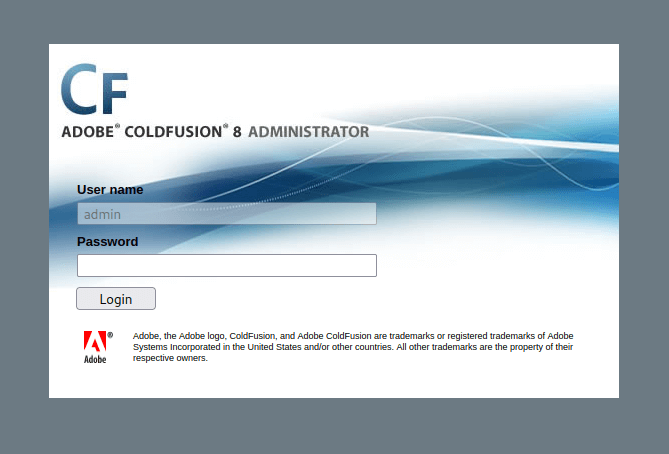 CF
ADOBE® COLDFUSION® 8 ADMINISTRATOR
User name
admin
Password
Login
Adobe, the Adobe logo, ColdFusion, and Adobe ColdFusion are trademarks or registered trademarks of Adobe
Systems Incorporated in the United States and/or other countries. All other trademarks are the property of their
respective owners.
®
Adobe